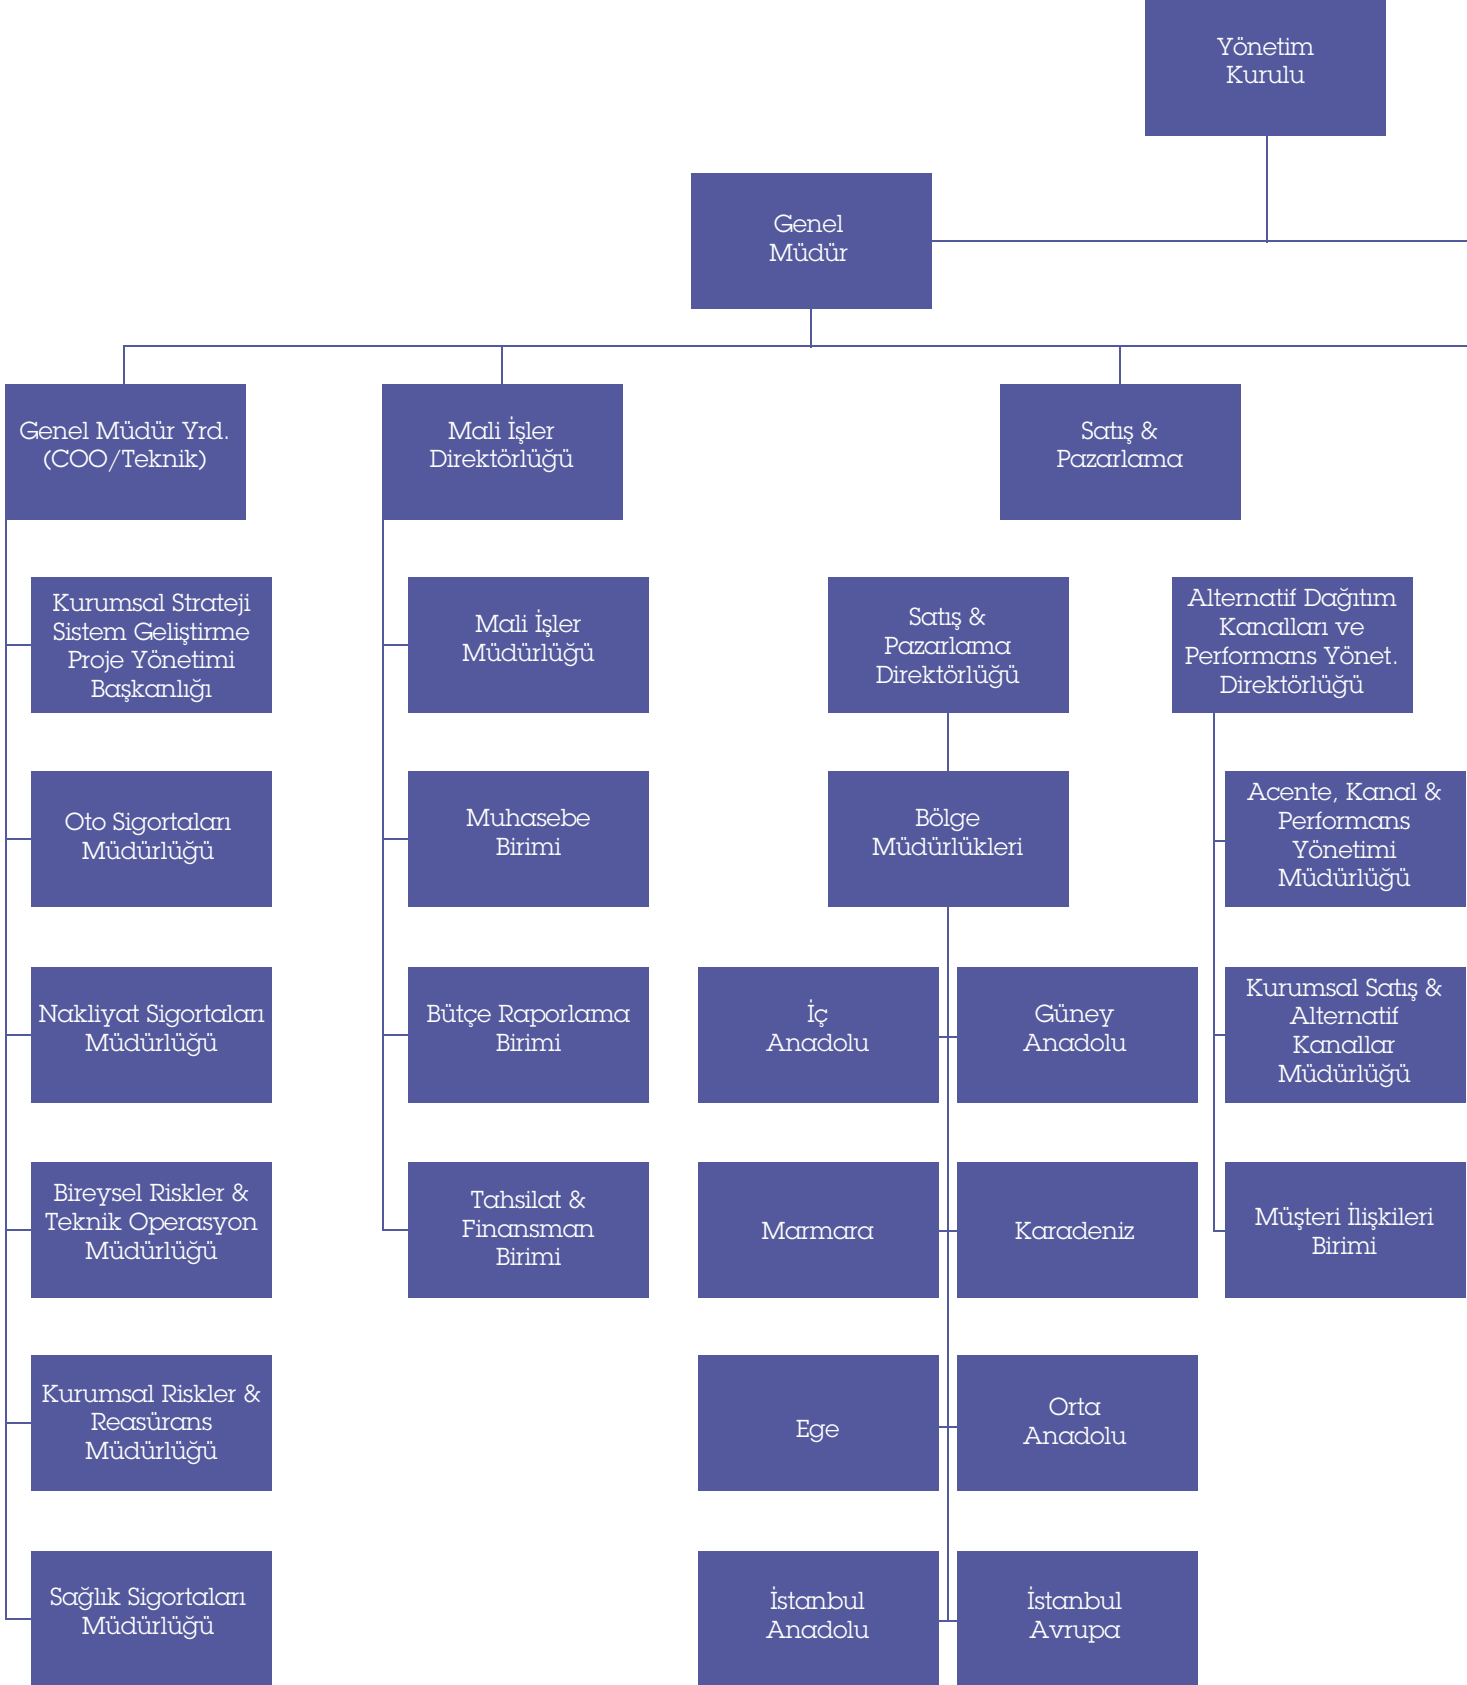 Yönetim
Kurulu
Genel
Müdür
Genel Müdür Yrd.
(COO/Teknik)
Mali İşler
Direktörlüğü
Satış &
Pazarlama
Kurumsal Strateji
Sistem Geliştirme
Proje Yönetimi
Başkanlığı
Mali İşler
Müdürlüğü
Satış &
Pazarlama
Direktörlüğü
Alternatif Dağıtım
Kanalları ve
Performans Yönet.
Direktörlüğü
Oto Sigortaları
Müdürlüğü
Muhasebe
Birimi
Bölge
Müdürlükleri
Acente, Kanal &
Performans
Yönetimi
Müdürlüğü
Nakliyat Sigortaları
Müdürlüğü
Bütçe Raporlama
Birimi
İç
Anadolu
Güney
Anadolu
Kurumsal Satış &
Alternatif
Kanallar
Müdürlüğü
Bireysel Riskler &
Teknik Operasyon
Müdürlüğü
Tahsilat &
Finansman
Birimi
Marmara
Karadeniz
Müşteri İlişkileri
Birimi
Kurumsal Riskler &
Reasürans
Müdürlüğü
Ege
Orta
Anadolu
Sağlık Sigortaları
Müdürlüğü
İstanbul
Anadolu
İstanbul
Avrupa